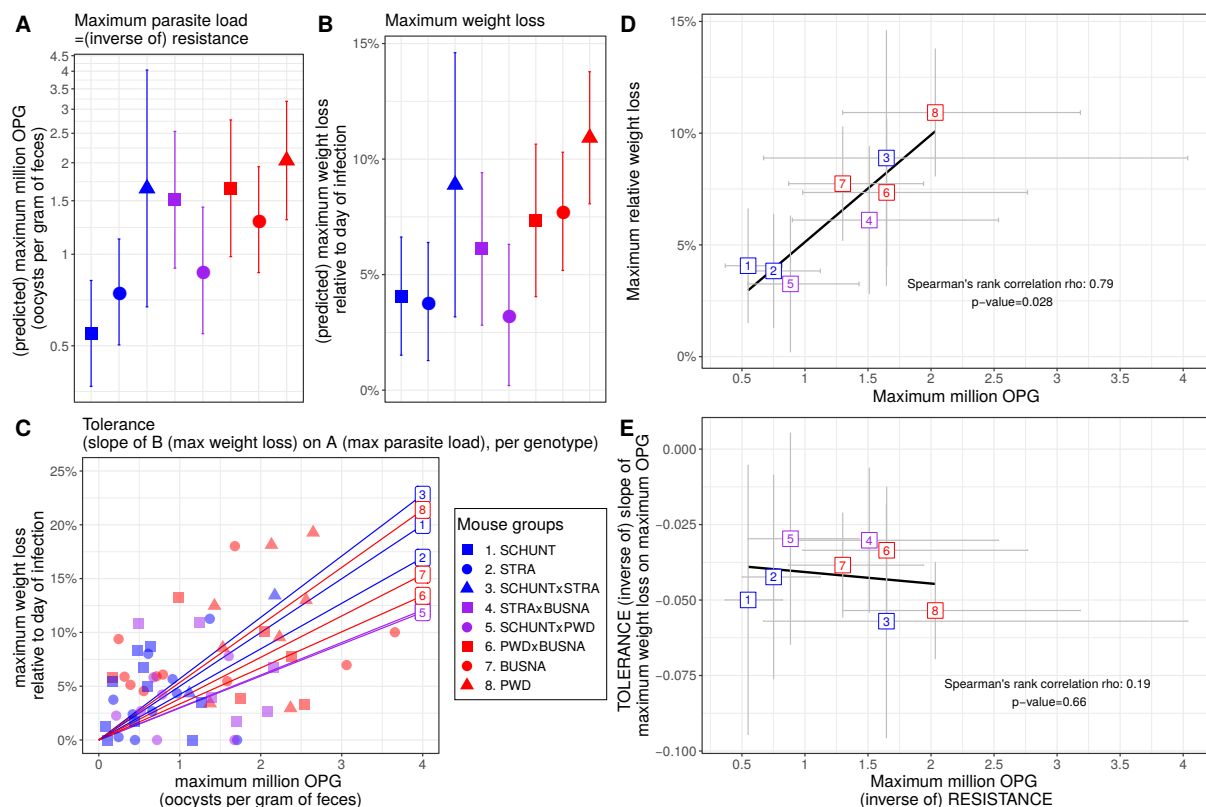 A
Maximum parasite load
=(inverse of) resistance
(predicted) maximum million OPG
(oocysts per gram of feces)
4.5
4
3.5
3
2.5
2
1.5
1
0.5
B
Maximum weight loss
(predicted) maximum weight loss
relative to day of infection
15%
10%
5%
0%
C
Tolerance
(slope of B (max weight loss) on A (max parasite load), per genotype)
maximum weight loss
relative to day of infection
25%
20%
15%
10%
5%
0%
3
8
1
2
7
6
5
0
1
2
3
4
maximum million OPG
(oocysts per gram of feces)
Mouse groups
1. SCHUNT
2. STRA
3. SCHUNTxSTRA
4. STRAxBUSNA
5. SCHUNTxPWD
6. PWDxBUSNA
7. BUSNA
8. PWD
D
Maximum relative weight loss
15%
10%
5%
0%
8
3
7
6
4
1
2
5
Spearman's rank correlation rho: 0.79
p−value=0.028
0.5
1
1.5
2
2.5
3
3.5
4
Maximum million OPG
E
TOLERANCE (inverse of) slope of
maximum weight loss on maximum OPG
0.000
−0.025
−0.050
−0.075
−0.100
5
4
6
7
2
1
8
3
Spearman's rank correlation rho: 0.19
p−value=0.66
0.5
1
1.5
2
2.5
3
3.5
4
Maximum million OPG
(inverse of) RESISTANCE